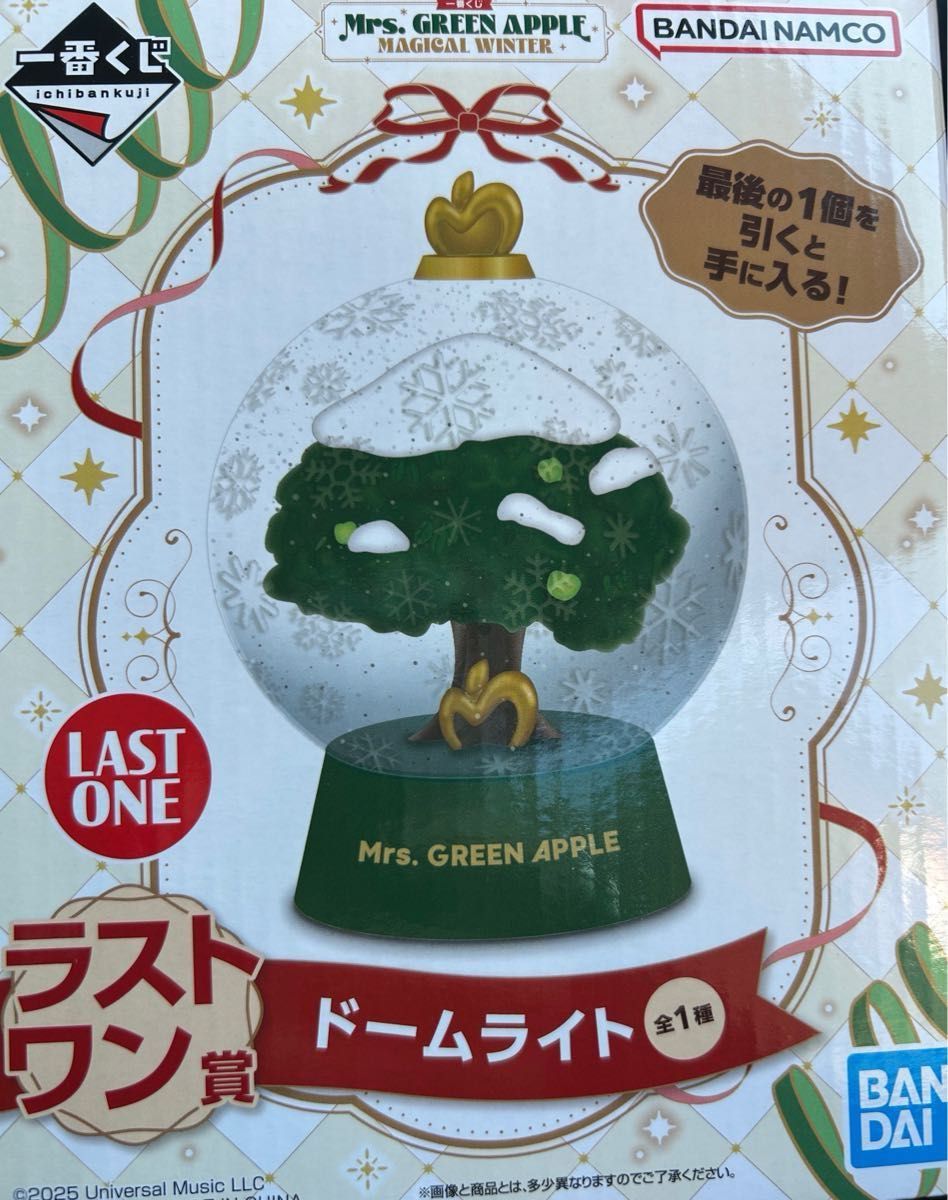 一番くじ
ichibankuji
一番くじ
Mrs. GREEN APPLE
MAGICAL WINTER
BANDAI NAMCO
最後の1個を
引くと
手に入る!
LAST
ONE
Mrs. GREEN APPLE
ラスト
ワン賞
ドームライト
全1種
BAN
DAI
©2025 Universal Music LLC
※画像と商品とは、多少異なりますのでご了承ください。